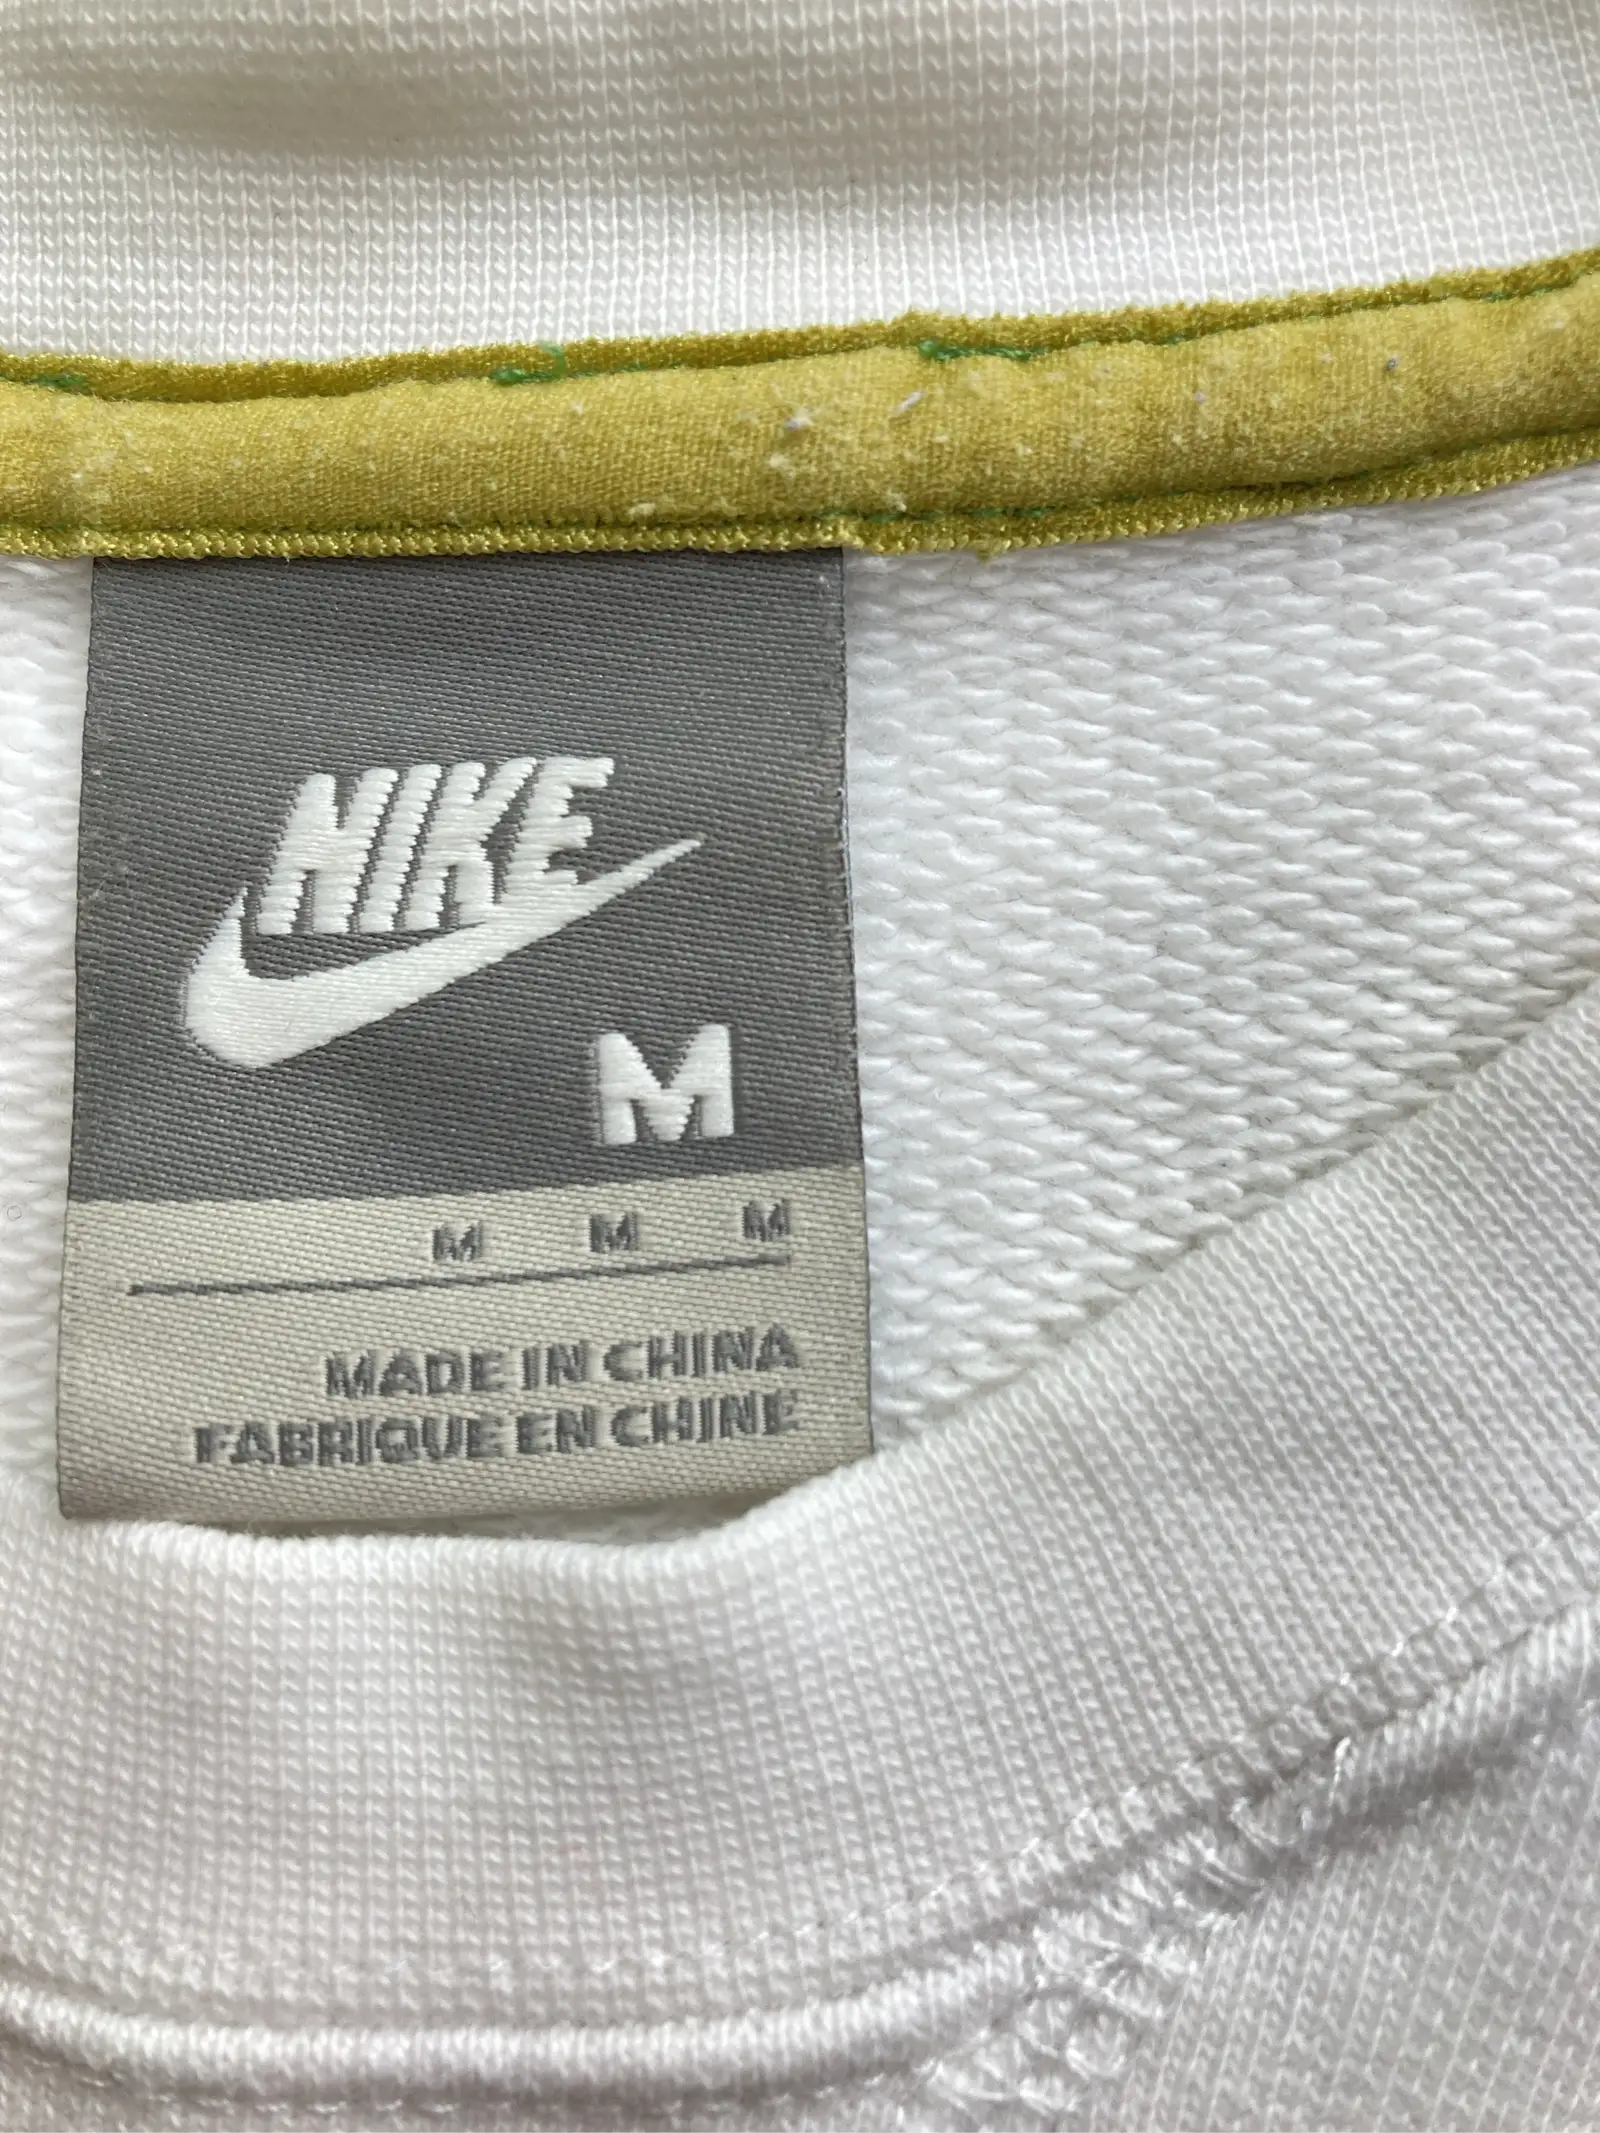 NIKE
M
M M M
MADE IN CHINA
FABRIQUE EN CHINE